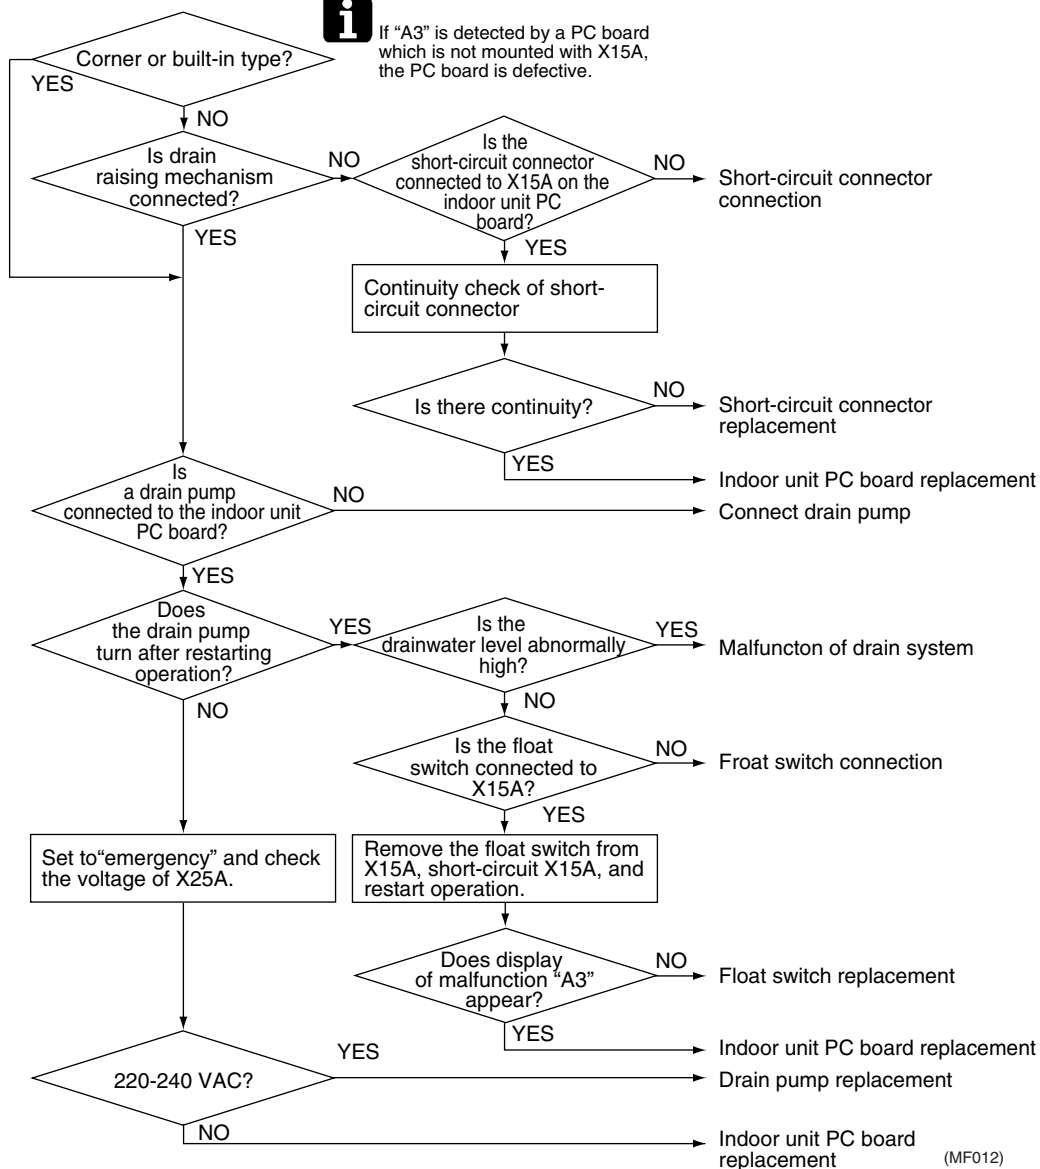 i
If “A3” is detected by a PC board
which is not mounted with X15A,
the PC board is defective.
Corner or built-in type?
YES
NO
Is drain
raising mechanism
connected?
NO
YES
Is the
short-circuit connector
connected to X15A on the
indoor unit PC
board?
NO
Short-circuit connector
connection
YES
Continuity check of short-
circuit connector
Is there continuity?
NO
Short-circuit connector
replacement
YES
Indoor unit PC board replacement
Is
a drain pump
connected to the indoor unit
PC board?
NO
Connect drain pump
YES
Does
the drain pump
turn after restarting
operation?
YES
NO
Is the
drainwater level abnormally
high?
YES
Malfuncton of drain system
NO
Is the float
switch connected to
X15A?
NO
Froat switch connection
YES
Set to“emergency” and check
the voltage of X25A.
Remove the float switch from
X15A, short-circuit X15A, and
restart operation.
Does display
of malfunction “A3”
appear?
NO
Float switch replacement
YES
Indoor unit PC board replacement
220-240 VAC?
YES
Drain pump replacement
NO
Indoor unit PC board
replacement
(MF012)